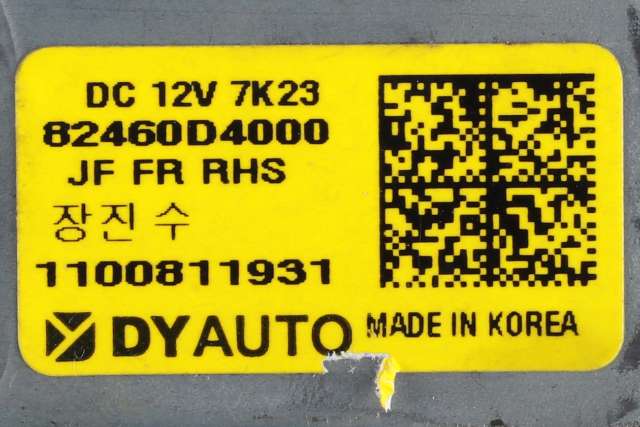 DC 12V 7K23
82460D4000
JF FR RHS
장진수
1100811931
DYAUTO
MADE IN KOREA